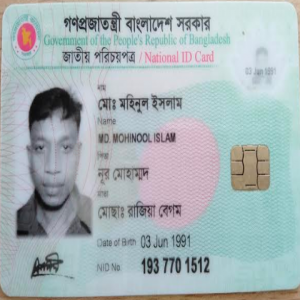 গণপ্রজাতন্ত্রী বাংলাদেশ সরকার
Government of the People's Republic of Bangladesh
জাতীয় পরিচয়পত্র / National ID Card
03 Jun 1991
নাম
মোঃ মহিনুল ইসলাম
Name
MD. MOHINOOL ISLAM
পিতা
নূর মোহাম্মদ
মাতা
মোছাঃ রাজিয়া বেগম
Date of Birth 03 Jun 1991
NID No. 193 770 1512